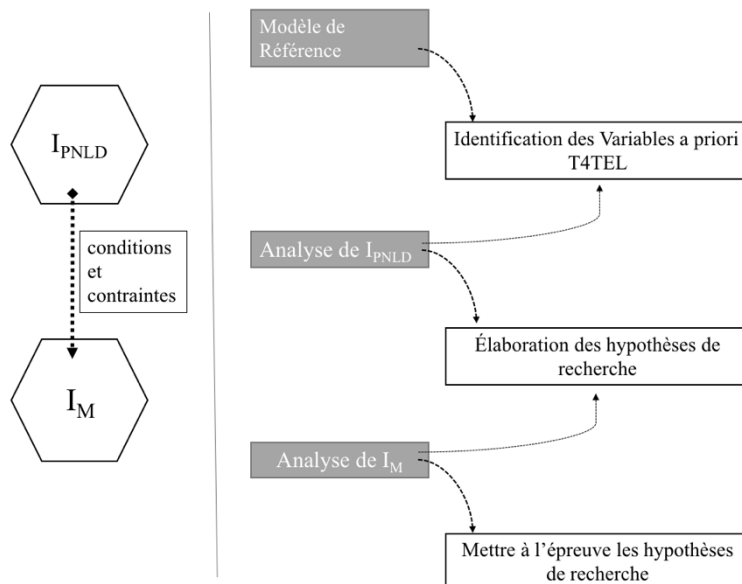 I_PNLD
conditions
et
contraintes
I_M
Modèle de
Référence
Identification des Variables a priori
T4TEL
Analyse de I_PNLD
Élaboration des hypothèses de
recherche
Analyse de I_M
Mettre à l’épreuve les hypothèses
de recherche